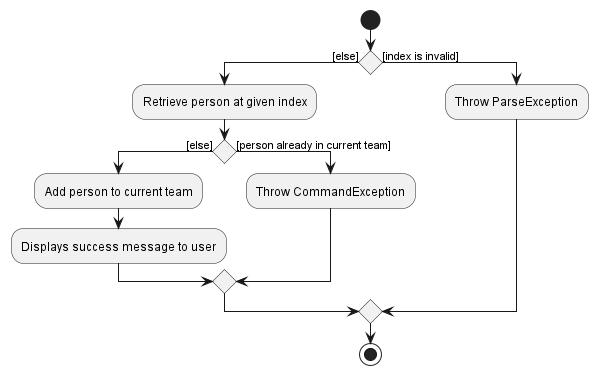 [else]
[index is invalid]
Retrieve person at given index
Throw ParseException
[else]
[person already in current team]
Add person to current team
Throw CommandException
Displays success message to user